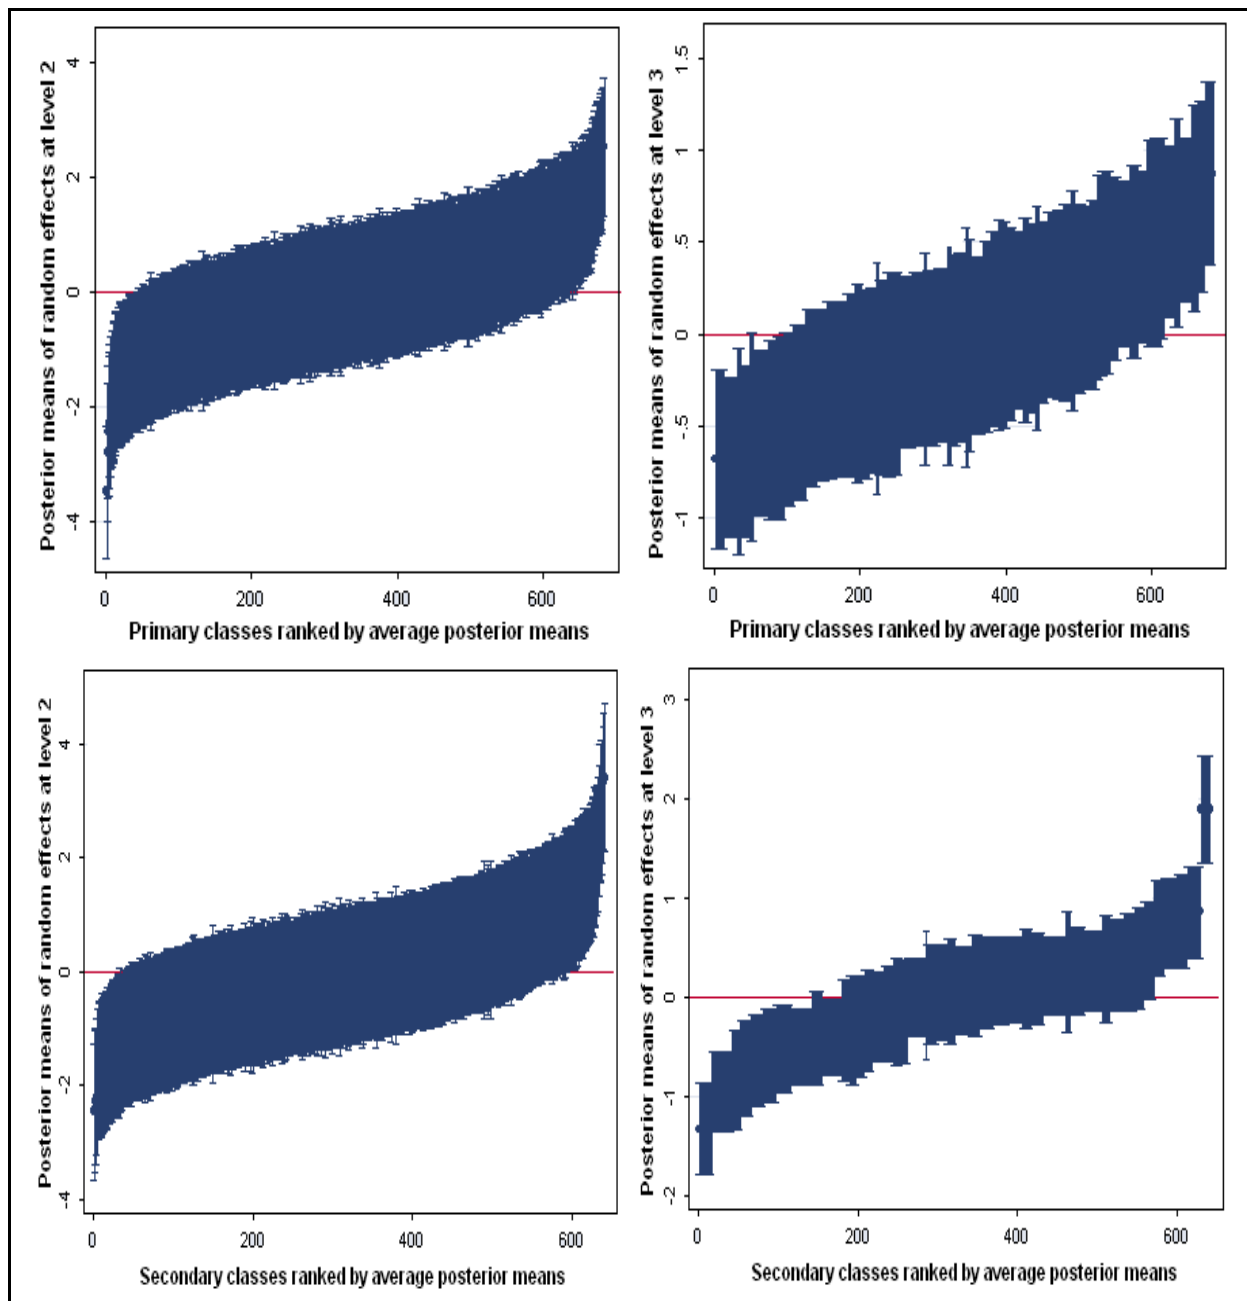 Posterior means of random effects at level 2
4
2
0
-2
-4
0 200 400 600
Primary classes ranked by average posterior means
Posterior means of random effects at level 3
1.5
1
.5
0
-.5
-1
0 200 400 600
Primary classes ranked by average posterior means
Posterior means of random effects at level 2
4
2
0
-2
-4
0 200 400 600
Secondary classes ranked by average posterior means
Posterior means of random effects at level 3
3
2
1
0
-1
-2
0 200 400 600
Secondary classes ranked by average posterior means